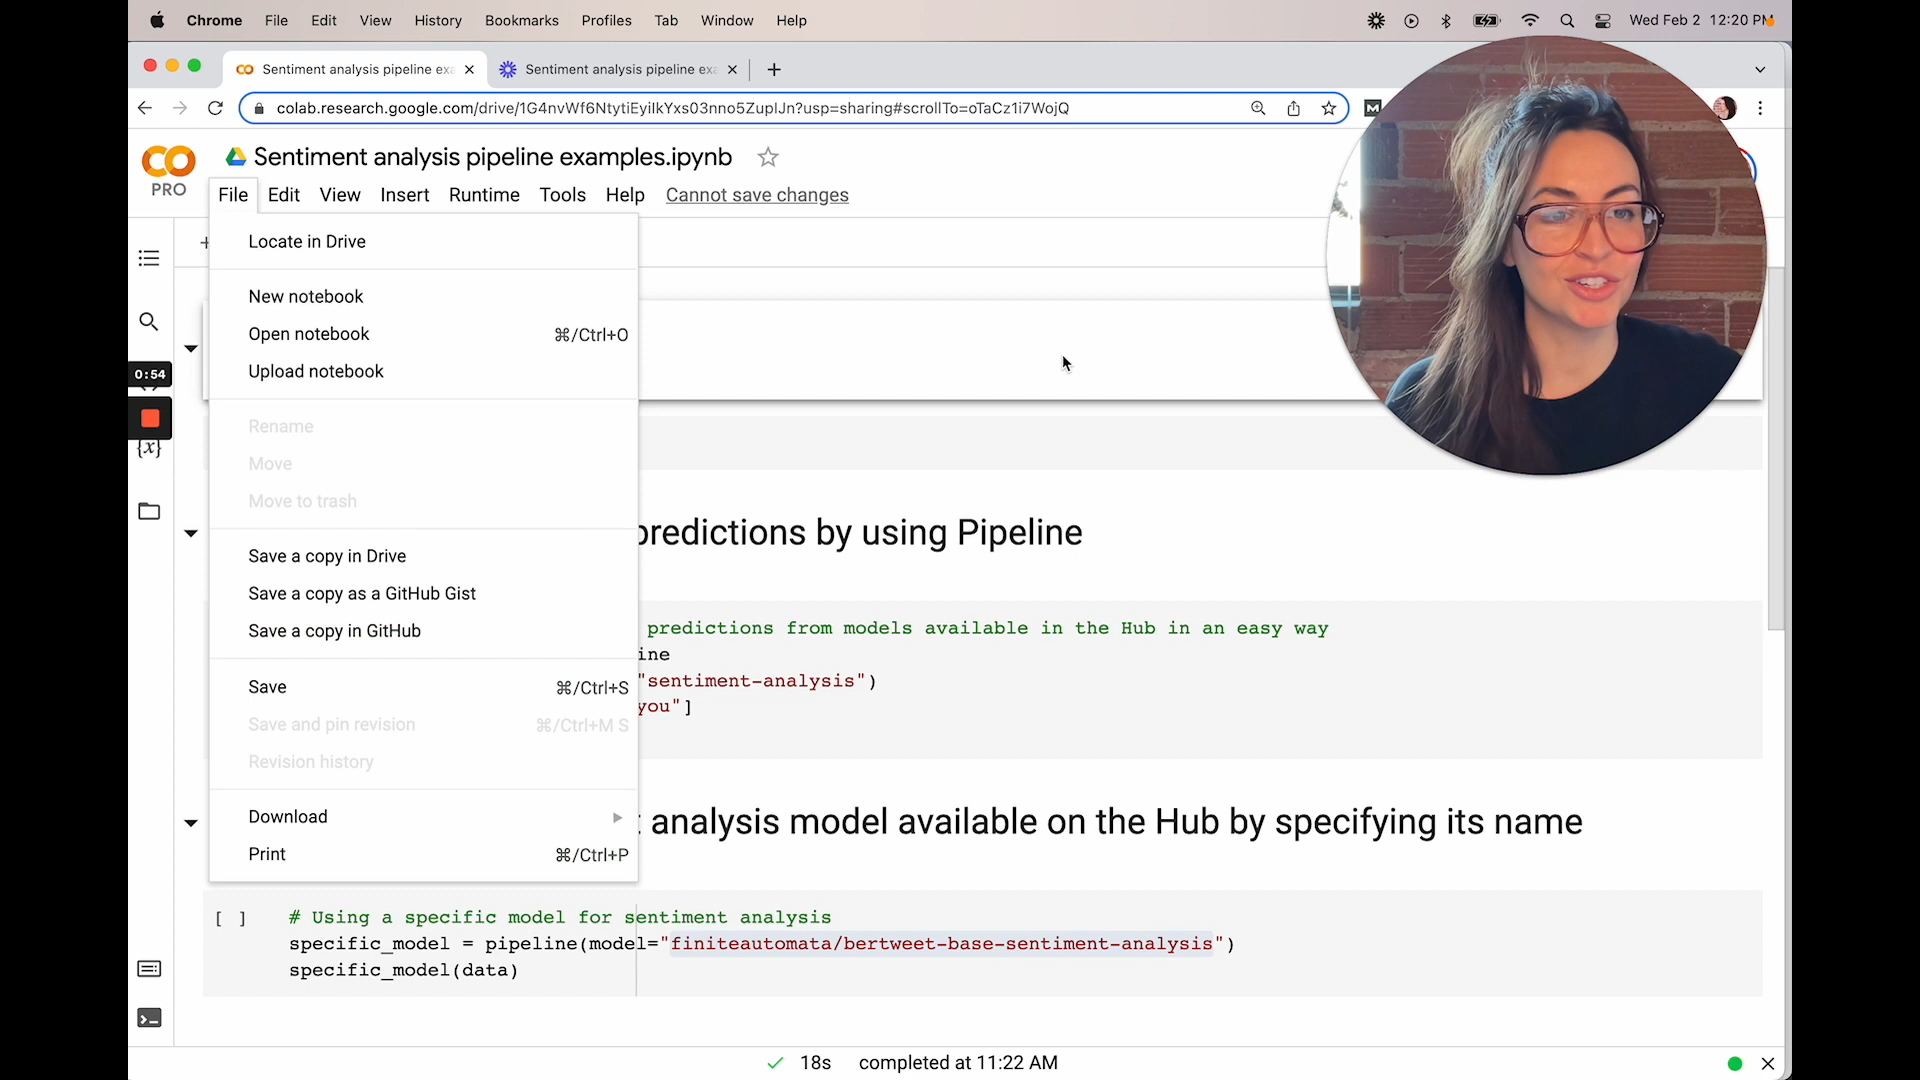 Chrome File Edit View History Bookmarks Profiles Tab Window Help Wed Feb 2 12:20 PM
Sentiment analysis pipeline exa
Sentiment analysis pipeline exa
colab.research.google.com/drive/1G4nvWf6NtytiEyiIkYxs03nno5ZupIJn?usp=sharing#scrollTo=oTaCz1i7WojQ
M
CO
PRO
Sentiment analysis pipeline examples.ipynb
File Edit View Insert Runtime Tools Help Cannot save changes
Locate in Drive
New notebook
Open notebook ⌘/Ctrl+O
Upload notebook
0:54
{x}
Rename
Move
Move to trash
predictions by using Pipeline
Save a copy in Drive
Save a copy as a GitHub Gist
Save a copy in GitHub
predictions from models available in the Hub in an easy way
ine
"sentiment-analysis")
you"]
Save ⌘/Ctrl+S
Save and pin revision ⌘/Ctrl+M S
Revision history
Download
Print ⌘/Ctrl+P
analysis model available on the Hub by specifying its name
[ ] # Using a specific model for sentiment analysis
specific_model = pipeline(model="finiteautomata/bertweet-base-sentiment-analysis")
specific_model(data)
18s completed at 11:22 AM